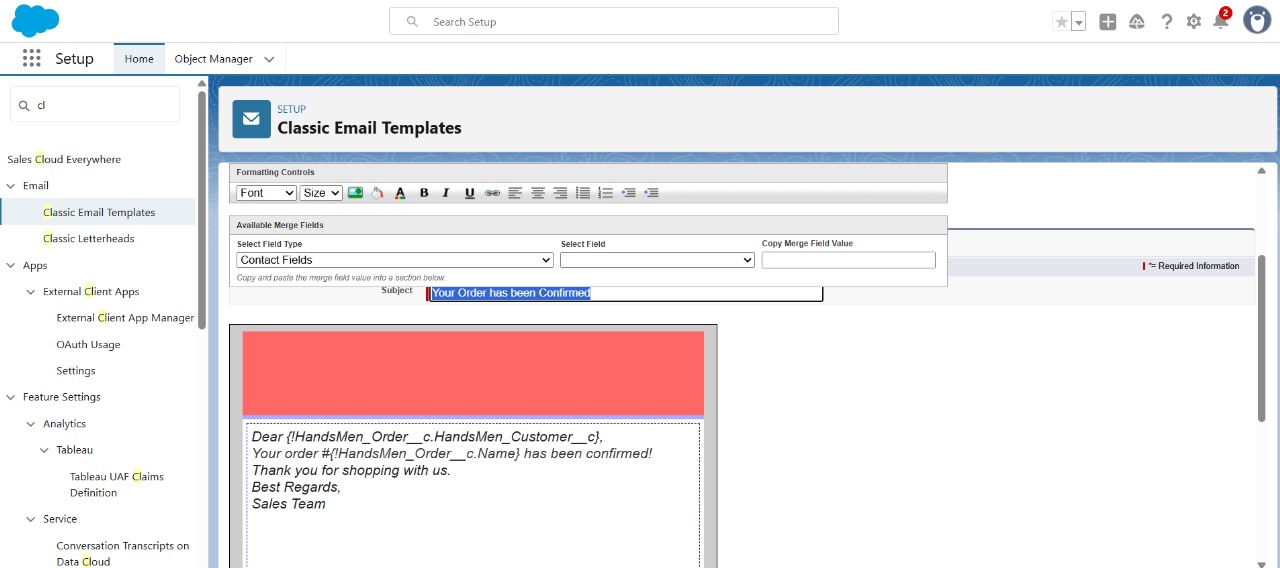 Search Setup
2
Setup
Home
Object Manager
cl
Sales Cloud Everywhere
Email
Classic Email Templates
Classic Letterheads
Apps
External Client Apps
External Client App Manager
OAuth Usage
Settings
Feature Settings
Analytics
Tableau
Tableau UAF Claims
Definition
Service
Conversation Transcripts on
Data Cloud
SETUP
Classic Email Templates
Formatting Controls
Font
Size
A B I U
Available Merge Fields
Select Field Type
Select Field
Copy Merge Field Value
Contact Fields
Copy and paste the merge field value into a section below.
*= Required Information
Subject
Your Order has been Confirmed
Dear {!HandsMen_Order__c.HandsMen_Customer__c},
Your order #{!HandsMen_Order__c.Name} has been confirmed!
Thank you for shopping with us.
Best Regards,
Sales Team